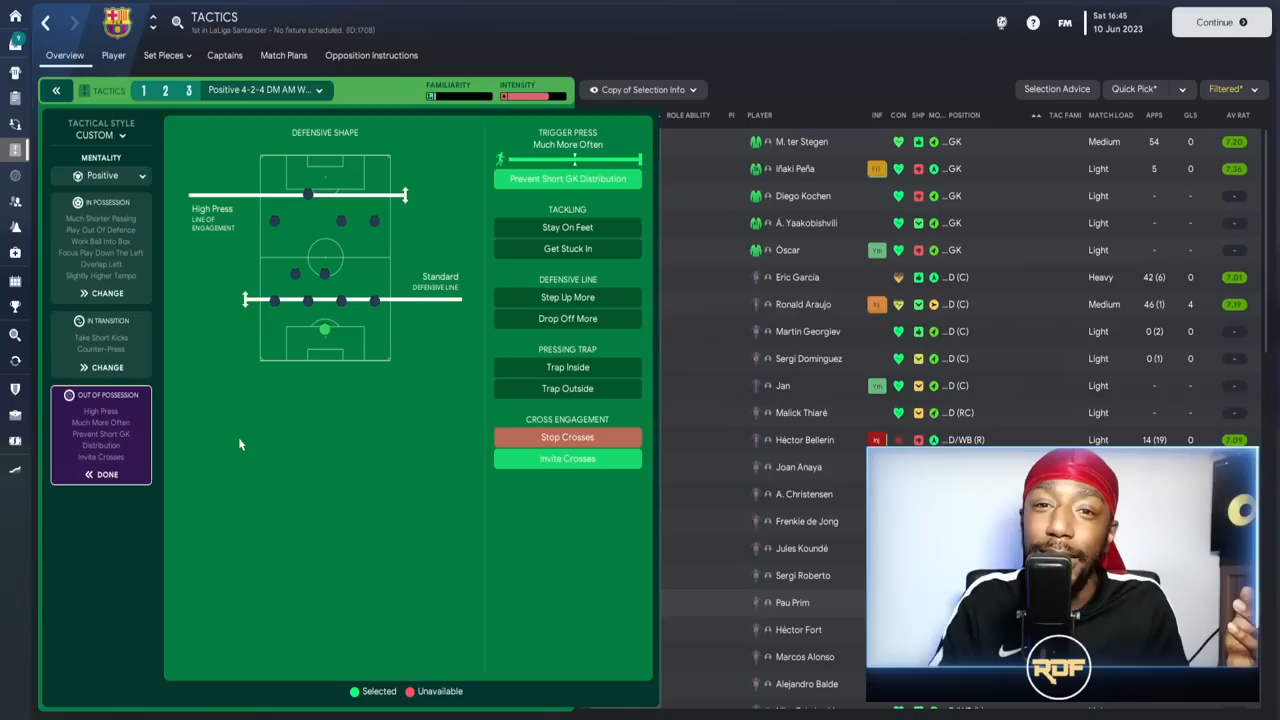 TACTICS
1st in LaLiga Santander - No fixture scheduled. (ID:1708)
9
FM
Sat 16:45
10 Jun 2023
Continue
Overview
Player
Set Pieces
Captains
Match Plans
Opposition Instructions
TACTICS
1 2 3
Positive 4-2-4 DM AM W...
FAMILIARITY
INTENSITY
Copy of Selection Info
Selection Advice
Quick Pick*
Filtered*
ROLE ABILITY
PI
PLAYER
INF
CON
SHP
MO...
POSITION
TAC FAMI
MATCH LOAD
APPS
GLS
AV RAT
TACTICAL STYLE
CUSTOM
MENTALITY
Positive
IN POSSESSION
Much Shorter Passing
Play Out Of Defence
Work Ball Into Box
Focus Play Down The Left
Overlap Left
Slightly Higher Tempo
CHANGE
IN TRANSITION
Take Short Kicks
Counter-Press
CHANGE
OUT OF POSSESSION
High Press
Much More Often
Prevent Short GK
Distribution
Invite Crosses
DONE
DEFENSIVE SHAPE
High Press
LINE OF
ENGAGEMENT
Standard
DEFENSIVE LINE
Selected
Unavailable
TRIGGER PRESS
Much More Often
Prevent Short GK Distribution
TACKLING
Stay On Feet
Get Stuck In
DEFENSIVE LINE
Step Up More
Drop Off More
PRESSING TRAP
Trap Inside
Trap Outside
CROSS ENGAGEMENT
Stop Crosses
Invite Crosses
M. ter Stegen ...GK Medium 54 0 7.20
Iñaki Peña ...GK Light 5 0 7.36
Diego Kochen ...GK Light - - -
Á. Yaakobishvili ...GK Light - - -
Óscar Yth ...GK Light - - -
Eric García ...D (C) Heavy 42 (6) 0 7.01
Ronald Araujo ...D (C) Medium 46 (1) 4 7.19
Martin Georgiev ...D (C) Light 0 (2) 0 -
Sergi Domínguez ...D (C) Light 0 (1) 0 -
Jan Yth ...D (C) Light - - -
Malick Thiaré ...D (RC) Light - - -
Héctor Bellerín Inj ...D/WB (R) Light 14 (19) 0 7.09
Joan Anaya
A. Christensen
Frenkie de Jong
Jules Koundé
Sergi Roberto
Pau Prim
Héctor Fort
Marcos Alonso
Alejandro Balde
RDF